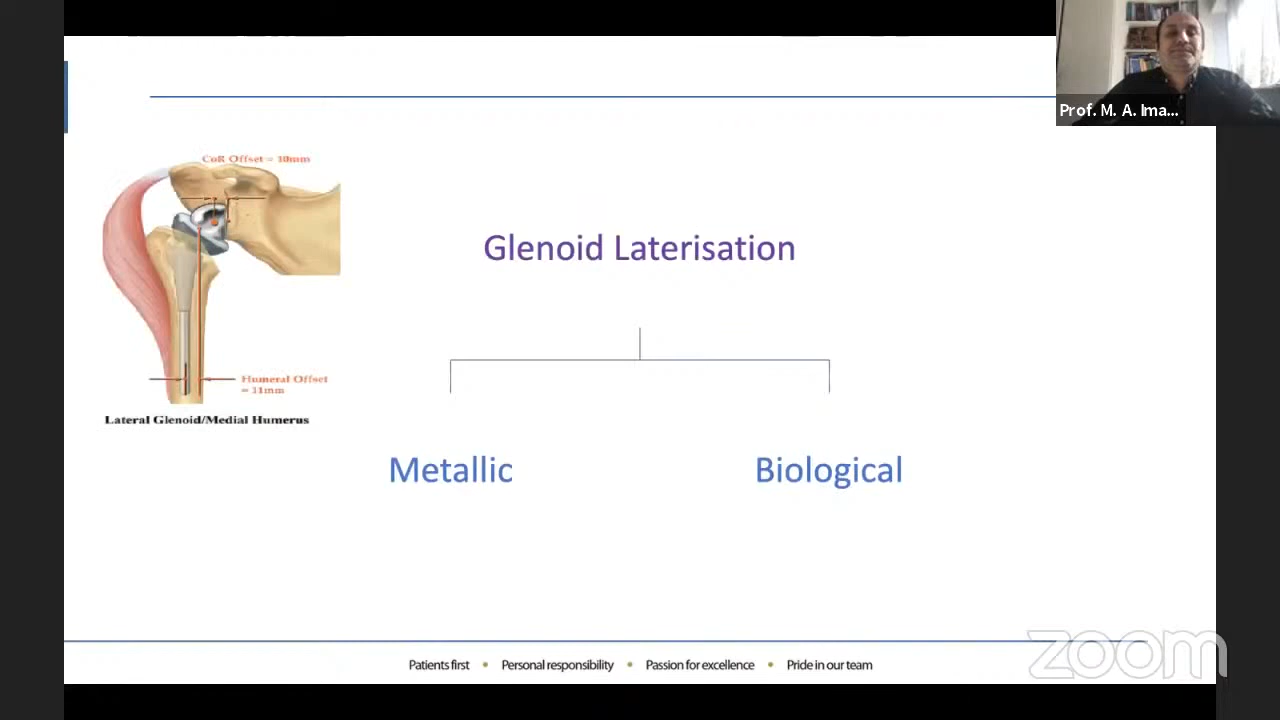 Prof. M. A. Ima...
CoR Offset = 10mm
Glenoid Laterisation
Humeral Offset
= 11mm
Lateral Glenoid/Medial Humerus
Metallic
Biological
Patients first • Personal responsibility • Passion for excellence • Pride in our team
zoom